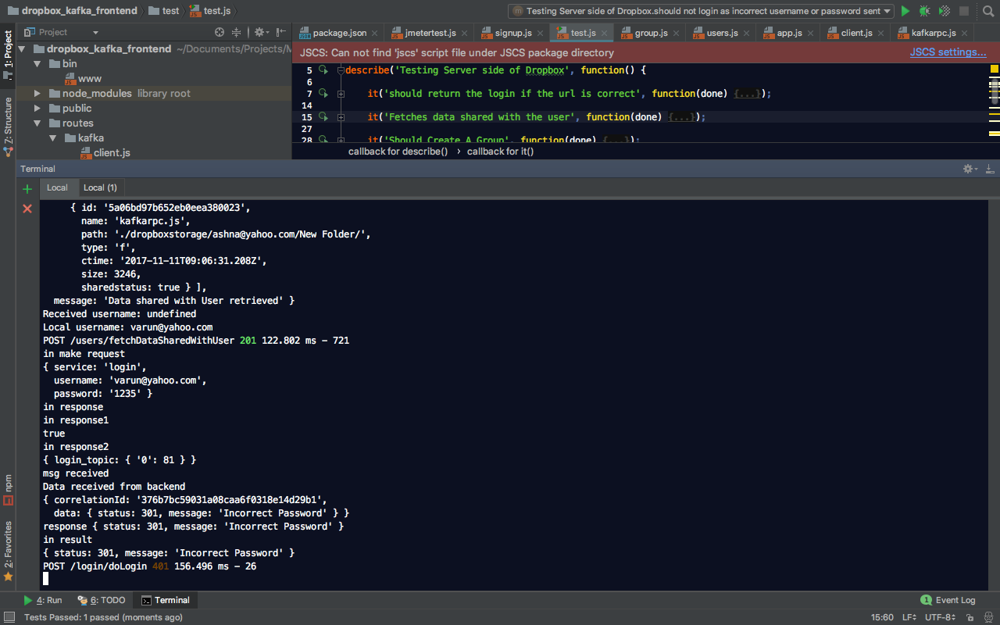 dropbox_kafka_frontend test test.js
Testing Server side of Dropbox.should not login as incorrect username or password sent
1: Project
Project
dropbox_kafka_frontend ~/Documents/Projects/M
bin
www
node_modules library root
public
routes
kafka
client.js
Z: Structure
package.json jmetertest.js signup.js test.js group.js users.js app.js client.js kafkarpc.js
JSCS: Can not find 'jscs' script file under JSCS package directory JSCS settings...
5 describe('Testing Server side of Dropbox', function() {
6
7 it('should return the login if the url is correct', function(done) {...});
14
15 it('Fetches data shared with the user', function(done) {...});
27
28 it('Should Create A Group', function(done) {...});
callback for describe() › callback for it()
Terminal
Local Local (1)
{ id: '5a06bd97b652eb0eea380023',
name: 'kafkarpc.js',
path: './dropboxstorage/ashna@yahoo.com/New Folder/',
type: 'f',
ctime: '2017-11-11T09:06:31.208Z',
size: 3246,
sharedstatus: true } ],
message: 'Data shared with User retrieved' }
Received username: undefined
Local username: varun@yahoo.com
POST /users/fetchDataSharedWithUser 201 122.802 ms - 721
in make request
{ service: 'login',
username: 'varun@yahoo.com',
password: '1235' }
in response
in response1
true
in response2
{ login_topic: { '0': 81 } }
msg received
Data received from backend
{ correlationId: '376b7bc59031a08caa6f0318e14d29b1',
data: { status: 301, message: 'Incorrect Password' } }
response { status: 301, message: 'Incorrect Password' }
in result
{ status: 301, message: 'Incorrect Password' }
POST /login/doLogin 401 156.496 ms - 26
npm
2: Favorites
4: Run 6: TODO Terminal 1 Event Log
Tests Passed: 1 passed (moments ago) 15:60 LF UTF-8